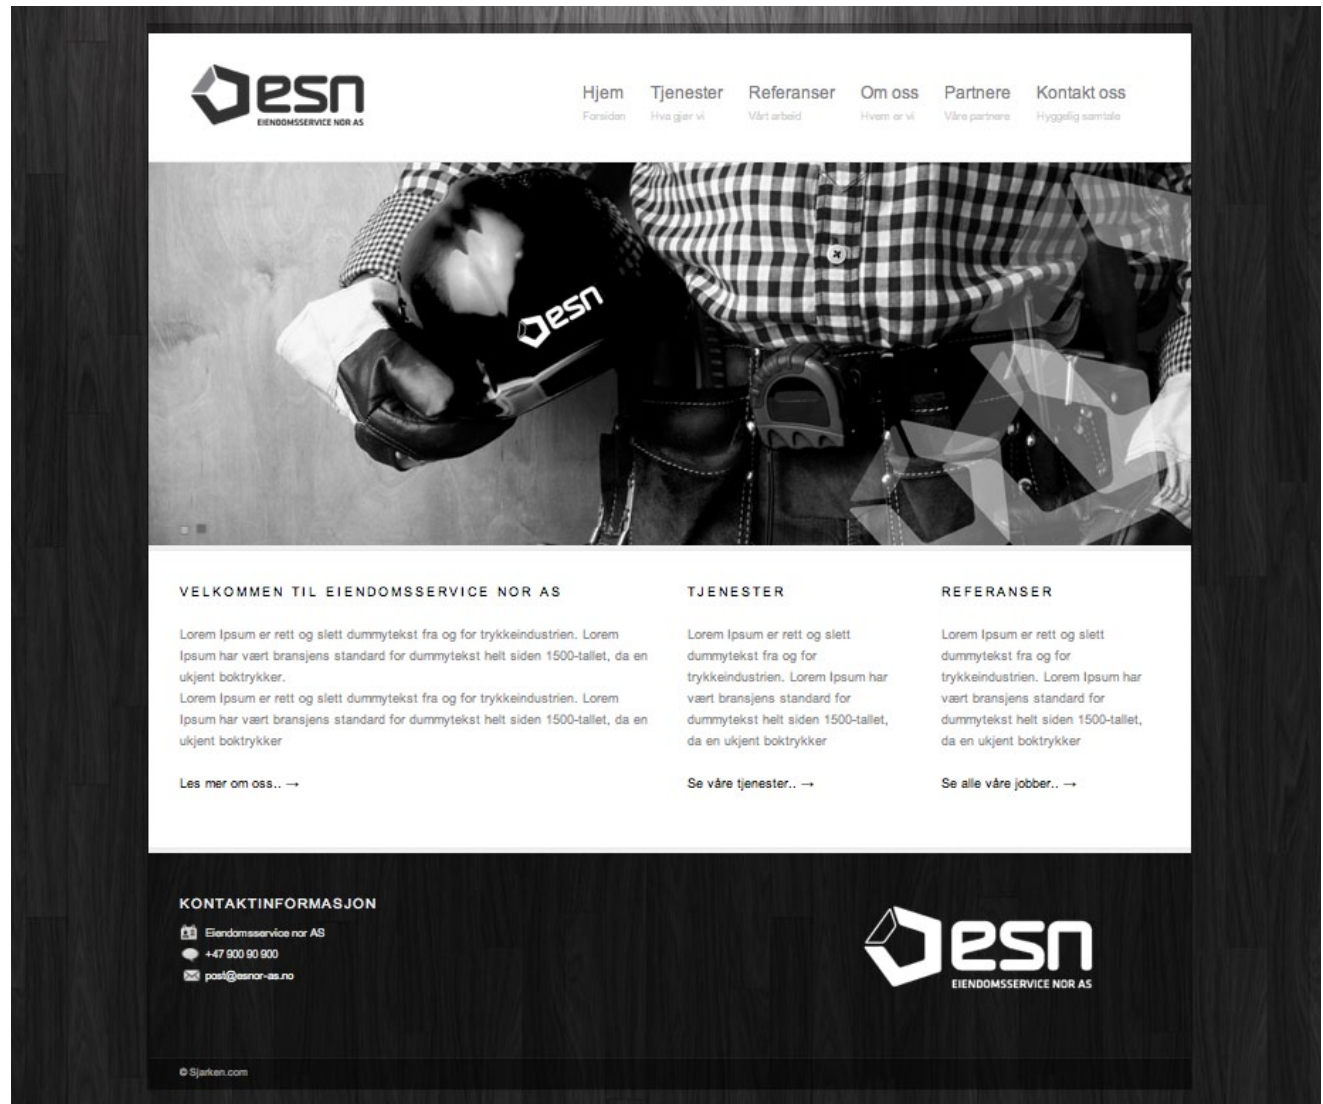 esn
EIENDOMSSERVICE NOR AS
Hjem Tjenester Referanser Om oss Partnere Kontakt oss
Forsiden Hva gjør vi Vårt arbeid Hvem er vi Våre partnere Hyggelig samtale
esn
VELKOMMEN TIL EIENDOMSSERVICE NOR AS
Lorem Ipsum er rett og slett dummytekst fra og for trykkeindustrien. Lorem
Ipsum har vært bransjens standard for dummytekst helt siden 1500-tallet, da en
ukjent boktrykker.
Lorem Ipsum er rett og slett dummytekst fra og for trykkeindustrien. Lorem
Ipsum har vært bransjens standard for dummytekst helt siden 1500-tallet, da en
ukjent boktrykker
Les mer om oss.. →
TJENESTER
Lorem Ipsum er rett og slett
dummytekst fra og for
trykkeindustrien. Lorem Ipsum har
vært bransjens standard for
dummytekst helt siden 1500-tallet,
da en ukjent boktrykker
Se våre tjenester.. →
REFERANSER
Lorem Ipsum er rett og slett
dummytekst fra og for
trykkeindustrien. Lorem Ipsum har
vært bransjens standard for
dummytekst helt siden 1500-tallet,
da en ukjent boktrykker
Se alle våre jobber.. →
KONTAKTINFORMASJON
Eiendomsservice nor AS
+47 900 90 900
post@esnor-as.no
esn
EIENDOMSSERVICE NOR AS
© Sjarken.com